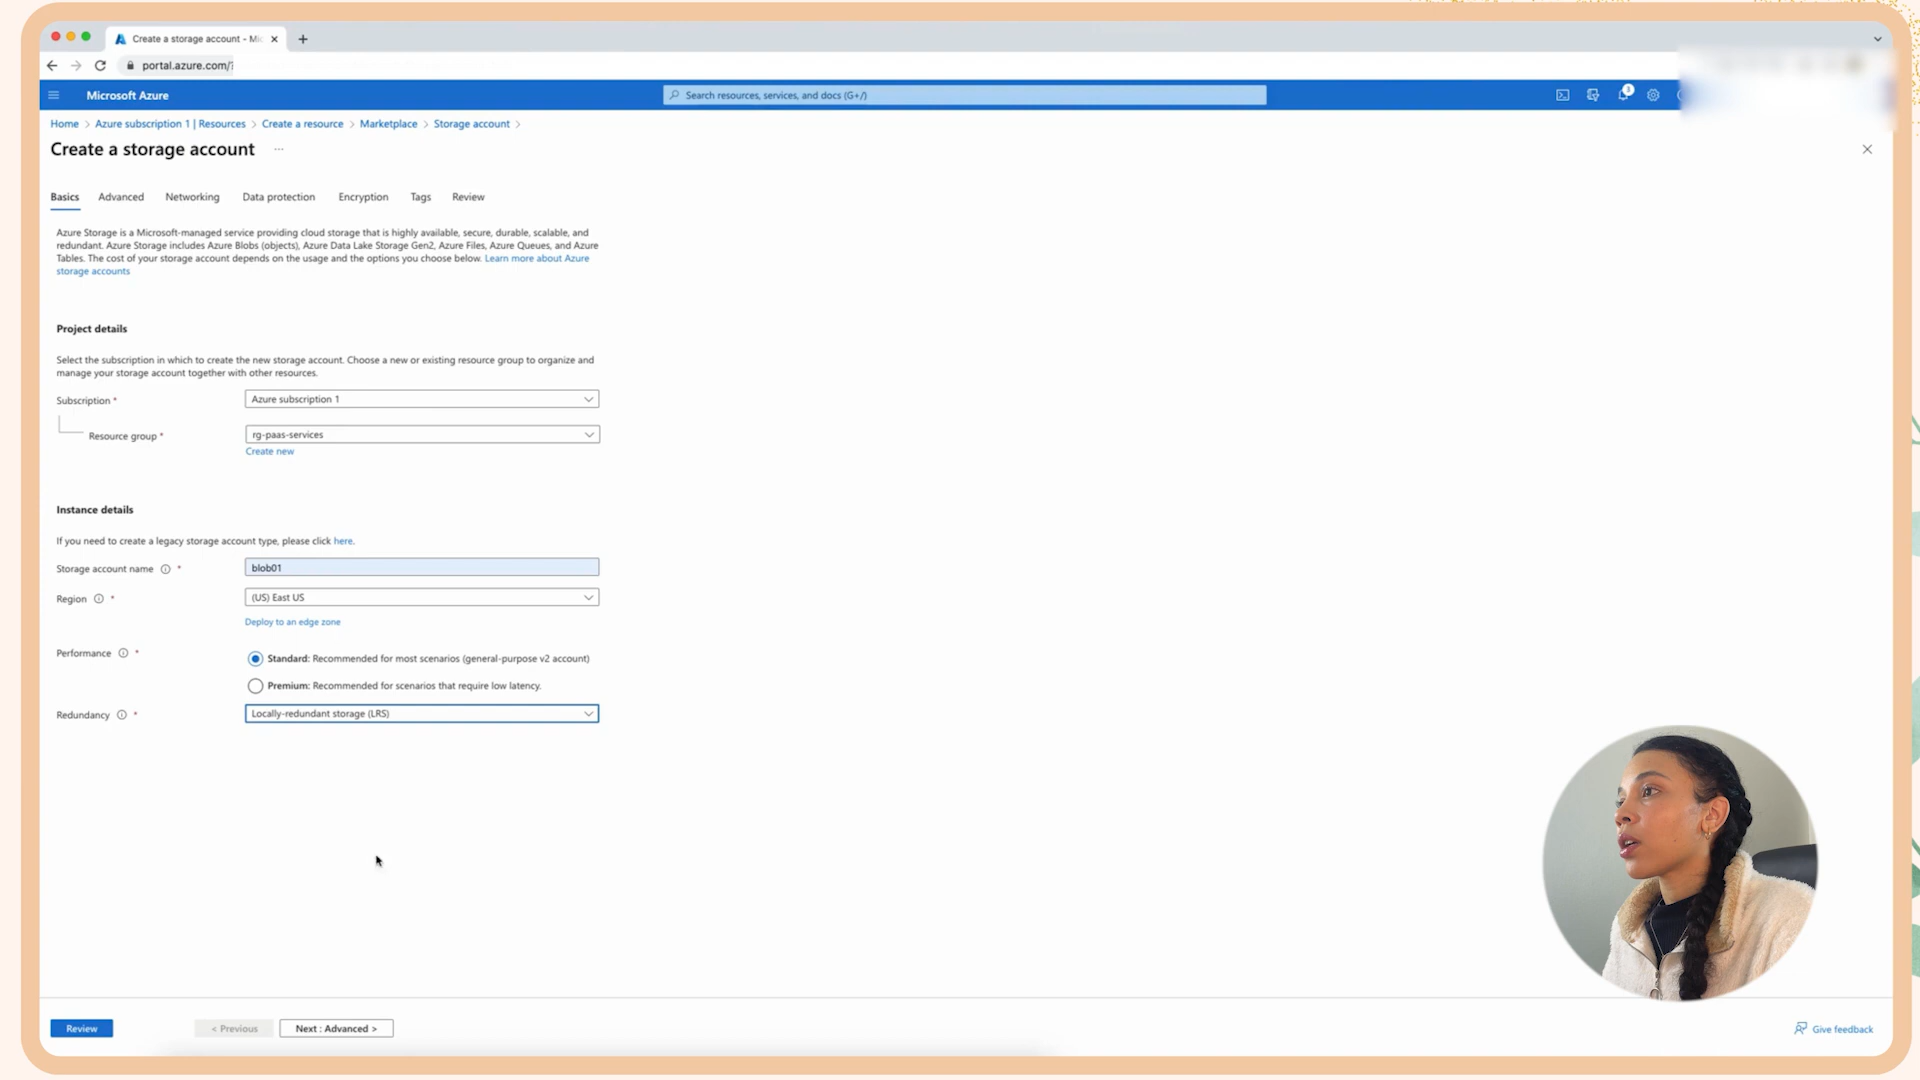 Create a storage account - Mic
portal.azure.com/?
Microsoft Azure
Search resources, services, and docs (G+/)
1
Home > Azure subscription 1 | Resources > Create a resource > Marketplace > Storage account >
Create a storage account ...
Basics Advanced Networking Data protection Encryption Tags Review
Azure Storage is a Microsoft-managed service providing cloud storage that is highly available, secure, durable, scalable, and
redundant. Azure Storage includes Azure Blobs (objects), Azure Data Lake Storage Gen2, Azure Files, Azure Queues, and Azure
Tables. The cost of your storage account depends on the usage and the options you choose below. Learn more about Azure
storage accounts
Project details
Select the subscription in which to create the new storage account. Choose a new or existing resource group to organize and
manage your storage account together with other resources.
Subscription * Azure subscription 1
Resource group * rg-paas-services
Create new
Instance details
If you need to create a legacy storage account type, please click here.
Storage account name * blob01
Region * (US) East US
Deploy to an edge zone
Performance * Standard: Recommended for most scenarios (general-purpose v2 account)
Premium: Recommended for scenarios that require low latency.
Redundancy * Locally-redundant storage (LRS)
Review < Previous Next : Advanced > Give feedback